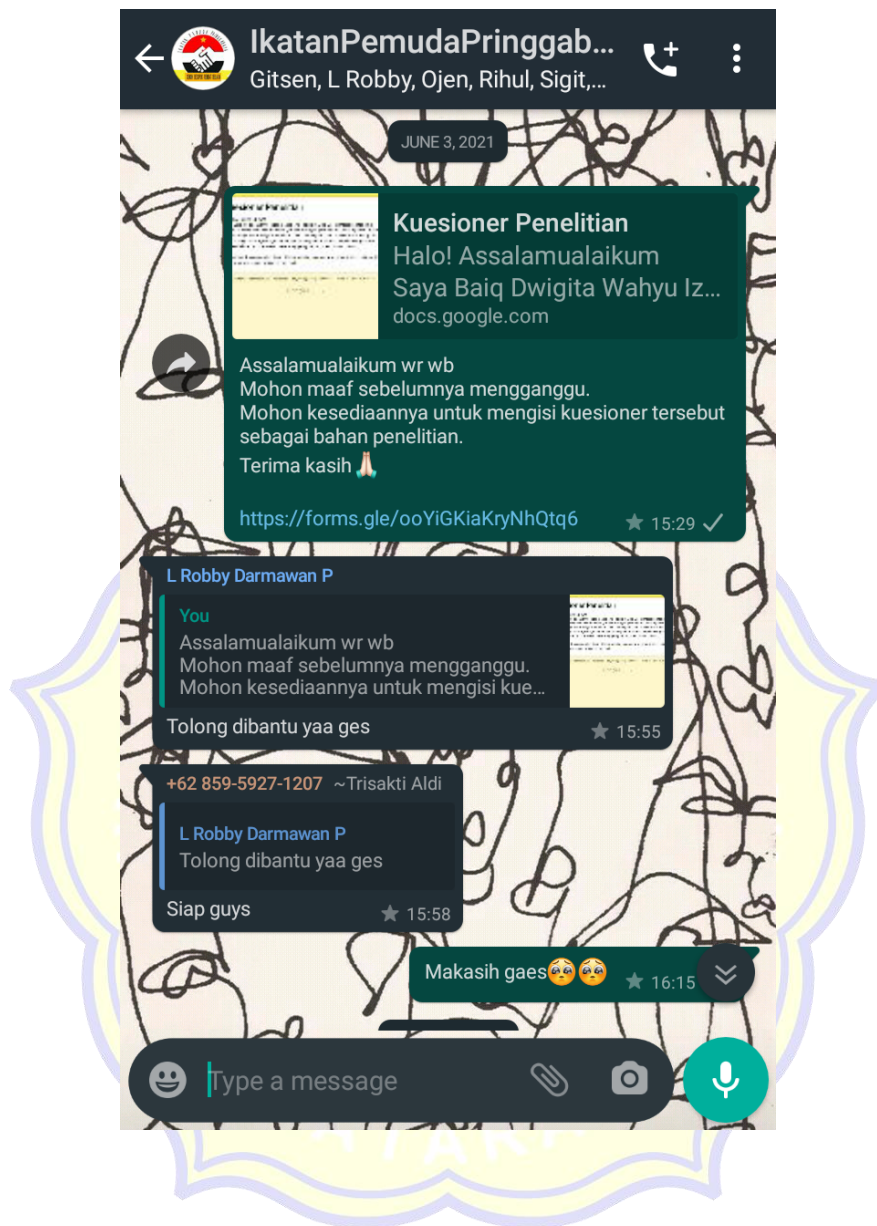 IkatanPemudaPringgab...
Gitsen, L Robby, Ojen, Rihul, Sigit,...
JUNE 3, 2021
Kuesioner Penelitian
Halo! Assalamualaikum
Saya Baiq Dwigita Wahyu Iz...
docs.google.com
Assalamualaikum wr wb
Mohon maaf sebelumnya mengganggu.
Mohon kesediaannya untuk mengisi kuesioner tersebut
sebagai bahan penelitian.
Terima kasih🙏🏻
https://forms.gle/ooYiGKiaKryNhQtq6
15:29
L Robby Darmawan P
You
Assalamualaikum wr wb
Mohon maaf sebelumnya mengganggu.
Mohon kesediaannya untuk mengisi kue...
Tolong dibantu yaa ges
15:55
+62 859-5927-1207 ~Trisakti Aldi
L Robby Darmawan P
Tolong dibantu yaa ges
Siap guys
15:58
Makasih gaes🥺🥺
16:15
Type a message